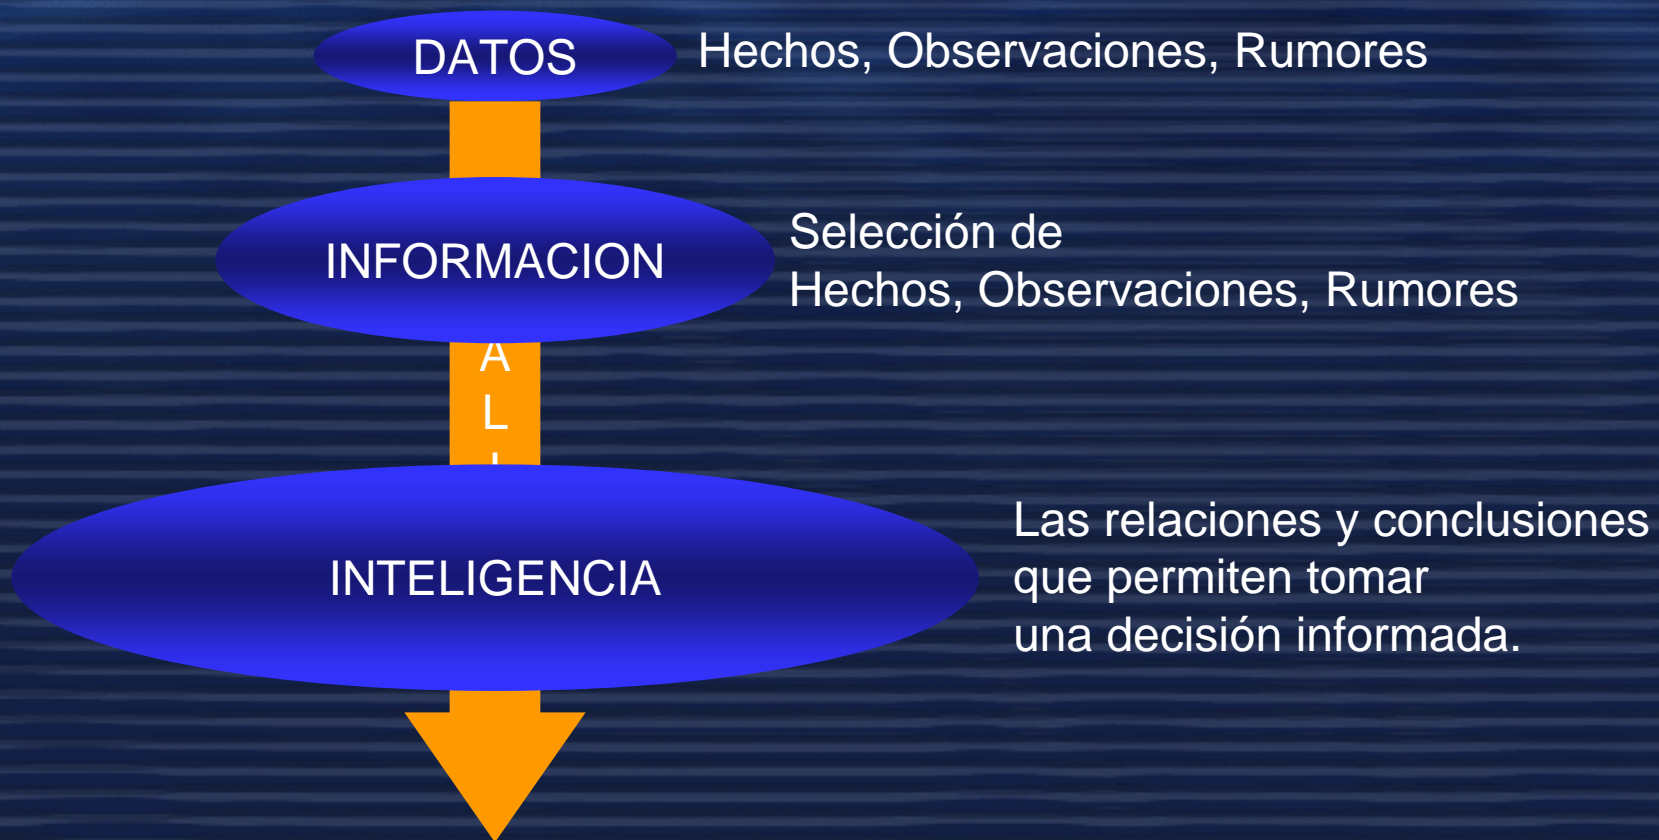 DATOS
Hechos, Observaciones, Rumores
INFORMACION
Selección de
Hechos, Observaciones, Rumores
A
L
INTELIGENCIA
Las relaciones y conclusiones
que permiten tomar
una decisión informada.